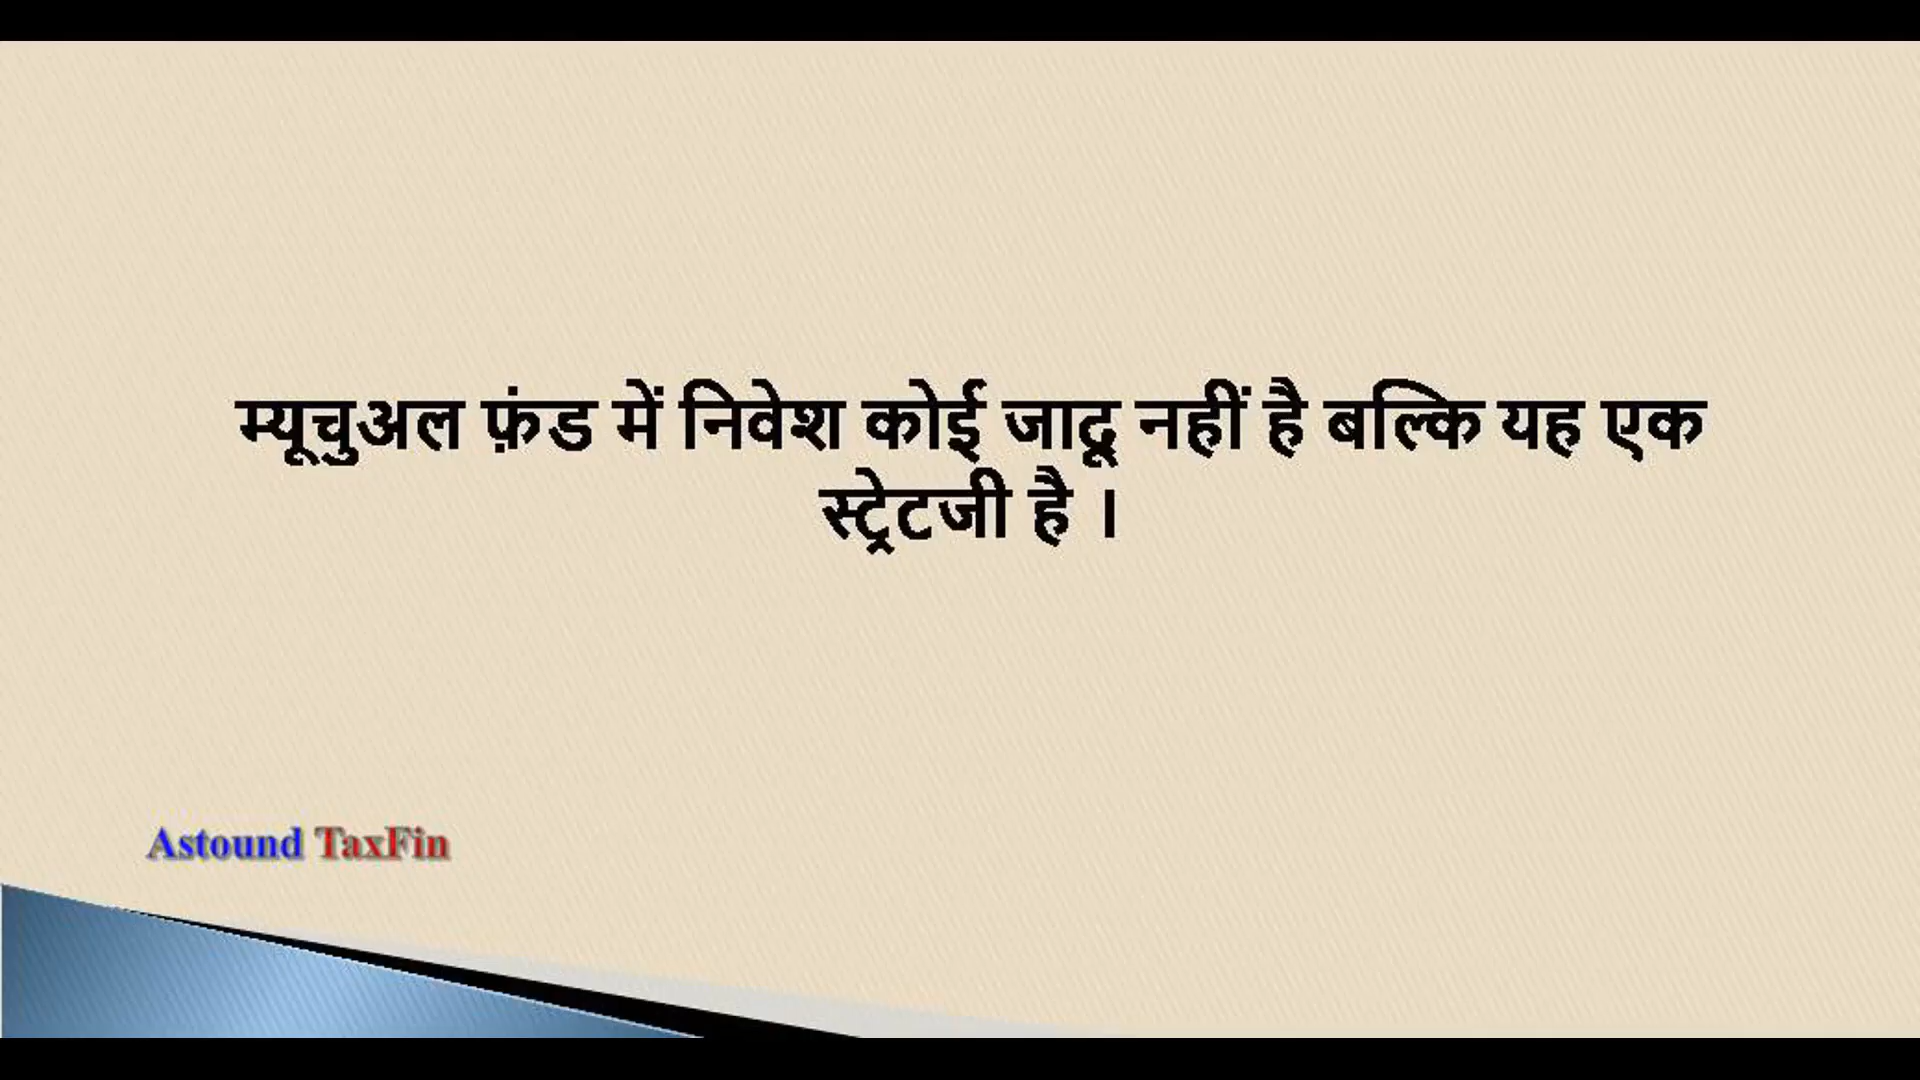 म्यूचुअल फ़ंड में निवेश कोई जादू नहीं है बल्कि यह एक
स्ट्रेटजी है ।
Astound TaxFin